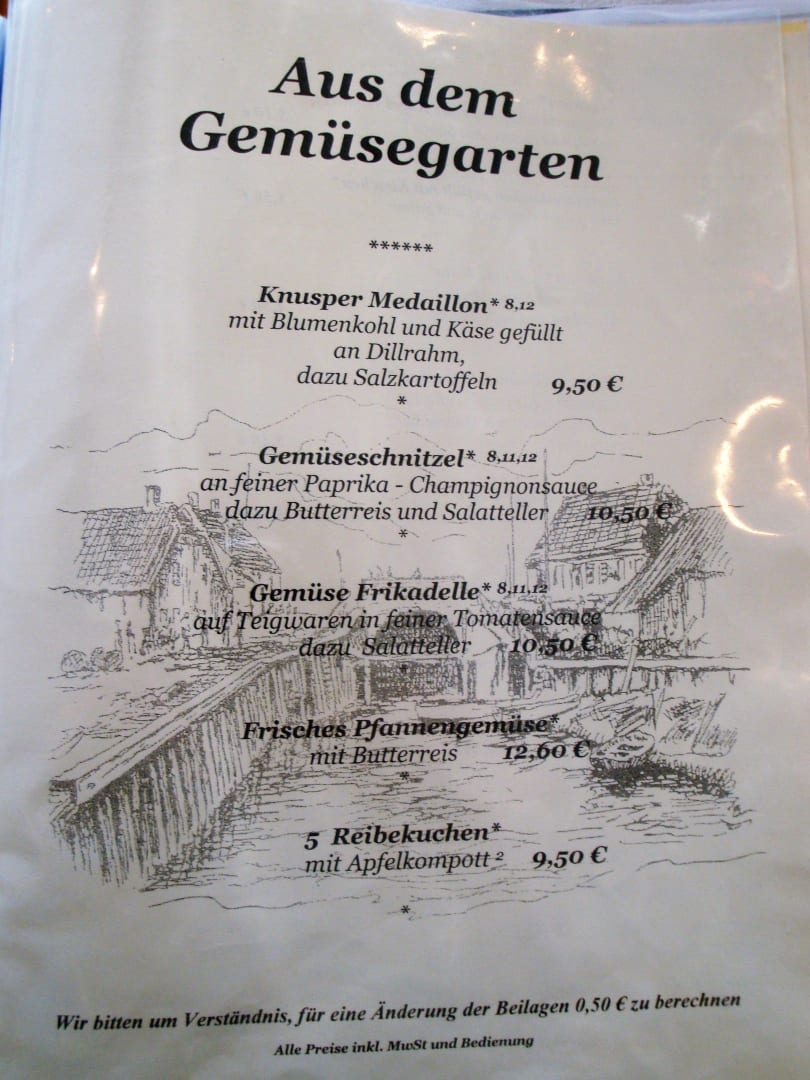 Aus dem
Gemüsegarten
******
Knusper Medaillon* 8,12
mit Blumenkohl und Käse gefüllt
an Dillrahm,
dazu Salzkartoffeln 9,50 €
*
Gemüseschnitzel* 8,11,12
an feiner Paprika - Champignonsauce
dazu Butterreis und Salatteller 10,50 €
*
Gemüse Frikadelle* 8,11,12
auf Teigwaren in feiner Tomatensauce
dazu Salatteller 10,50 €
*
Frisches Pfannengemüse*
mit Butterreis 12,60 €
*
5 Reibekuchen*
mit Apfelkompott ² 9,50 €
*
Wir bitten um Verständnis, für eine Änderung der Beilagen 0,50 € zu berechnen
Alle Preise inkl. MwSt und Bedienung